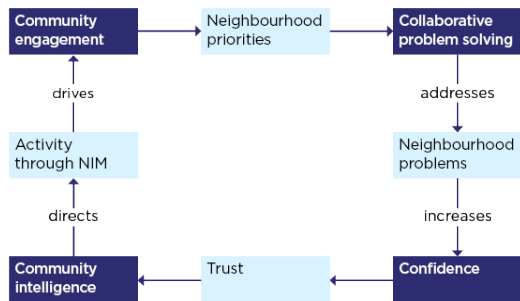 Community
engagement
Neighbourhood
priorities
Collaborative
problem solving
drives
addresses
Activity
through NIM
Neighbourhood
problems
directs
increases
Community
intelligence
Trust
Confidence